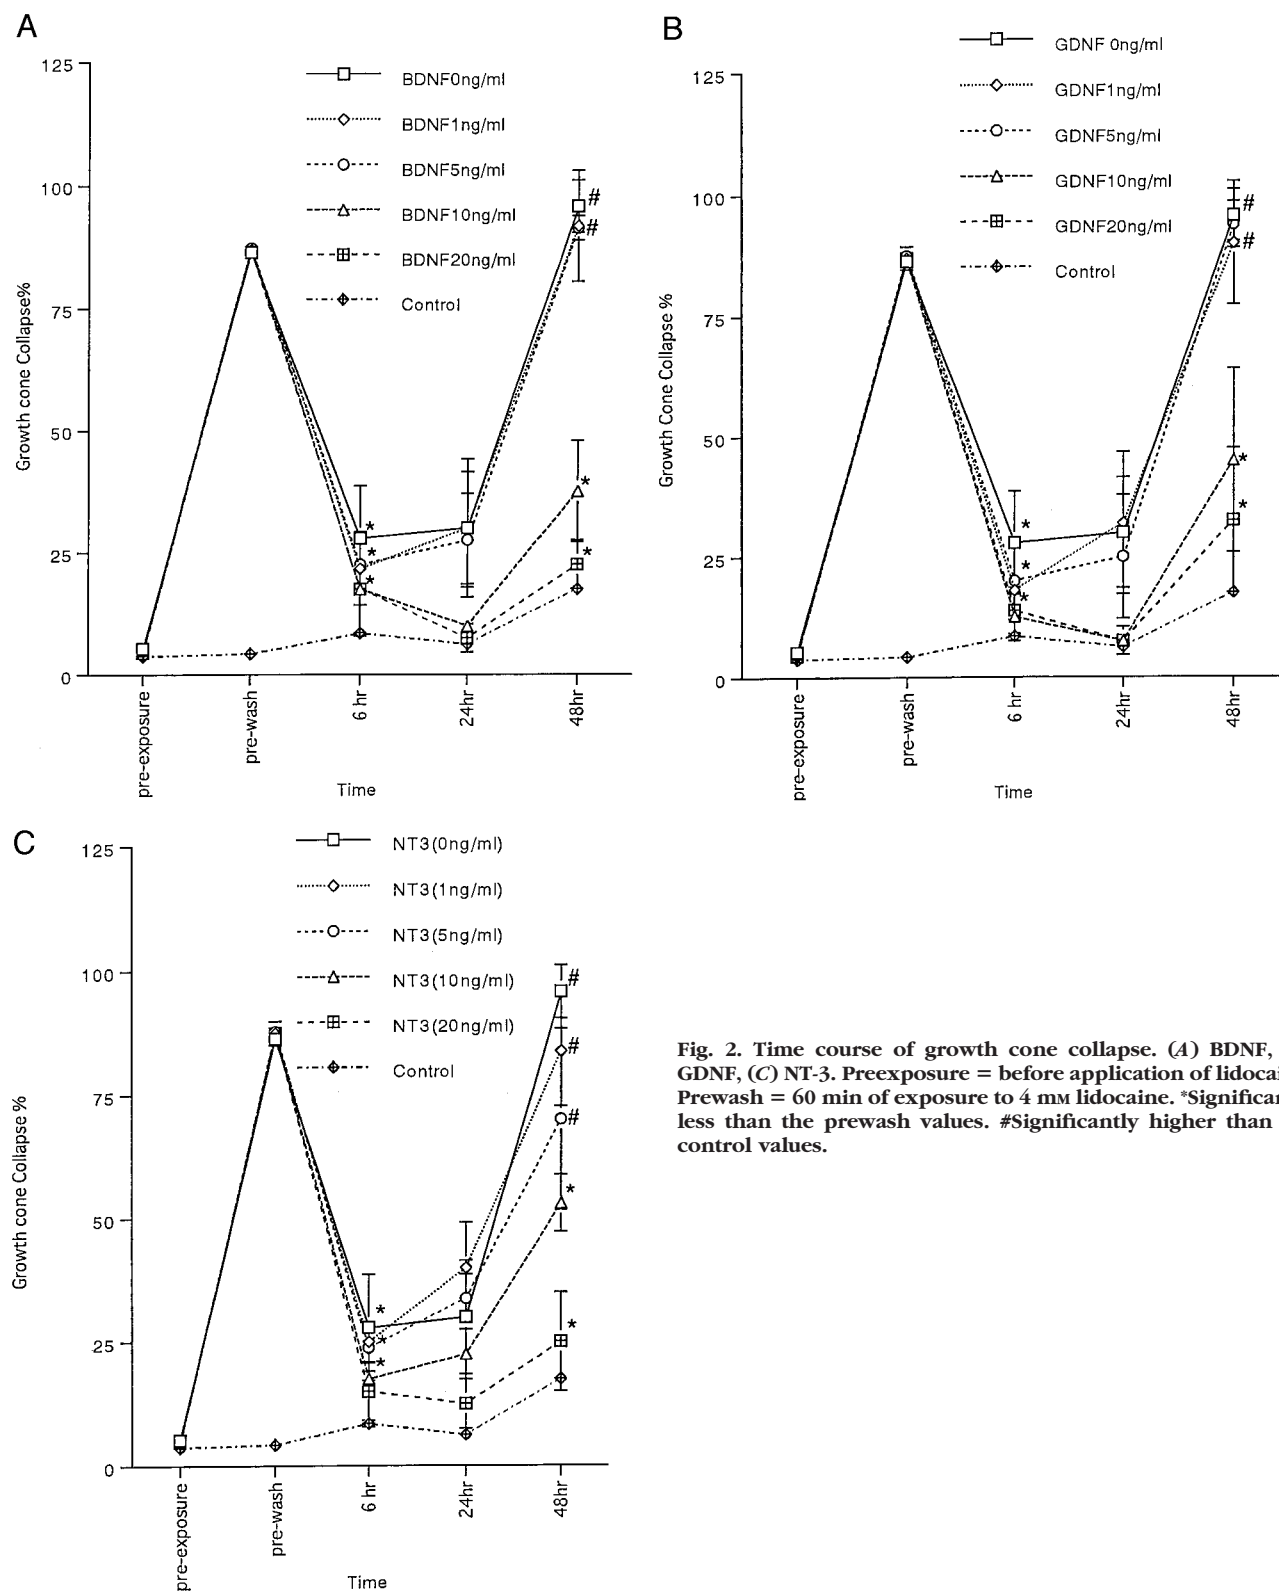 A
125
100
75
50
25
0
Growth cone Collapse%
BDNF0ng/ml
BDNF1ng/ml
BDNF5ng/ml
BDNF10ng/ml
BDNF20ng/ml
Control
#
#
*
*
*
*
*
pre-exposure
pre-wash
6 hr
24hr
48hr
Time
B
125
100
75
50
25
0
Growth Cone Collapse %
GDNF 0ng/ml
GDNF1ng/ml
GDNF5ng/ml
GDNF10ng/ml
GDNF20ng/ml
Control
#
#
*
*
*
*
*
pre-exposure
pre-wash
6 hr
24hr
48hr
Time
C
125
100
75
50
25
0
Growth cone Collapse %
NT3(0ng/ml)
NT3(1ng/ml)
NT3(5ng/ml)
NT3(10ng/ml)
NT3(20ng/ml)
Control
#
#
#
*
*
*
*
*
pre-exposure
pre-wash
6 hr
24hr
48hr
Time
Fig. 2. Time course of growth cone collapse. (A) BDNF,
GDNF, (C) NT-3. Preexposure = before application of lidocai
Prewash = 60 min of exposure to 4 mM lidocaine. *Significan
less than the prewash values. #Significantly higher than
control values.